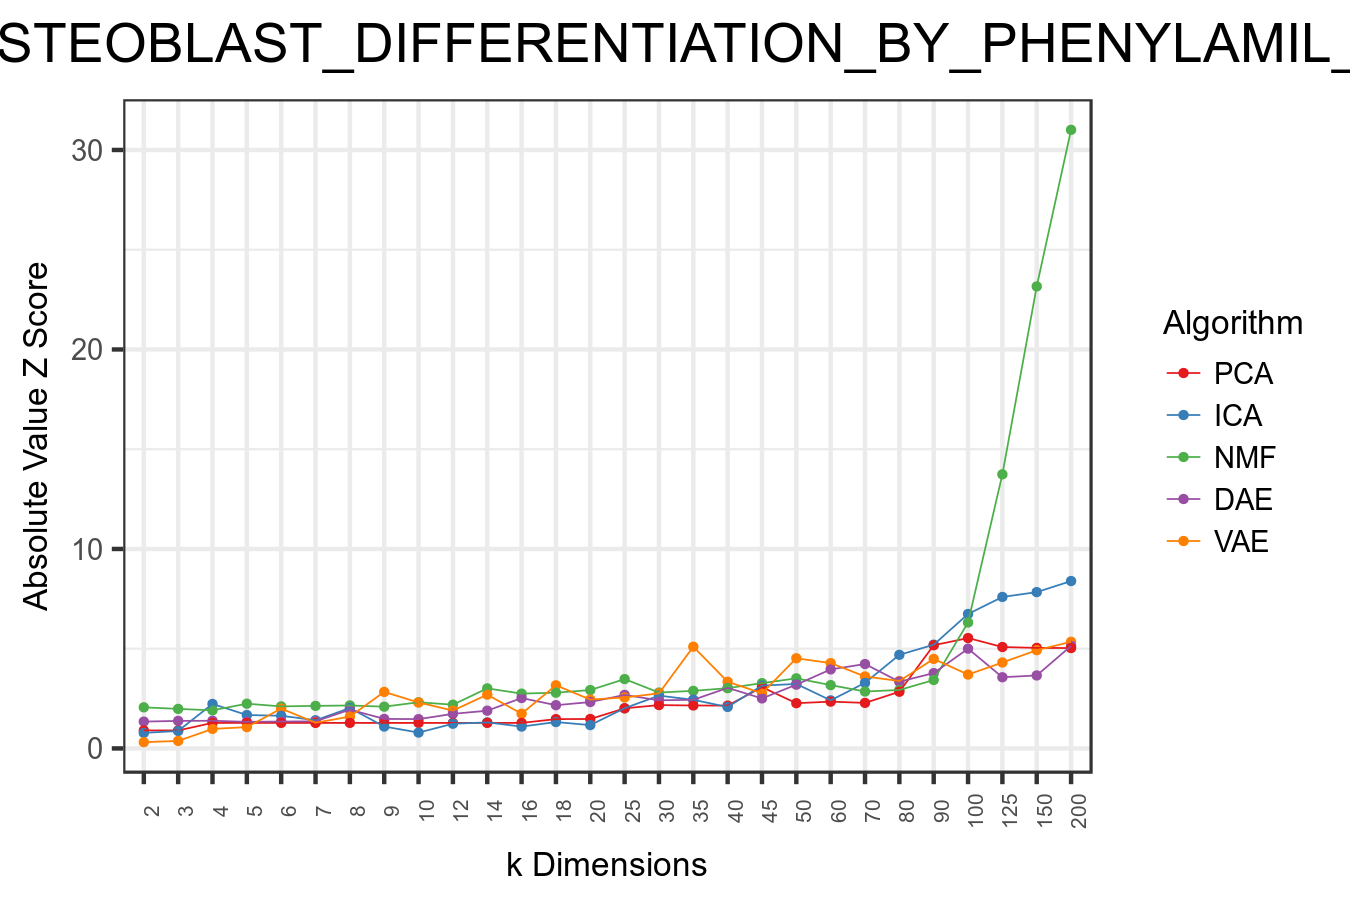 STEOBLAST_DIFFERENTIATION_BY_PHENYLAMIL_
30
20
10
0
Absolute Value Z Score
2 3 4 5 6 7 8 9 10 12 14 16 18 20 25 30 35 40 45 50 60 70 80 90 100 125 150 200
k Dimensions
Algorithm
PCA
ICA
NMF
DAE
VAE